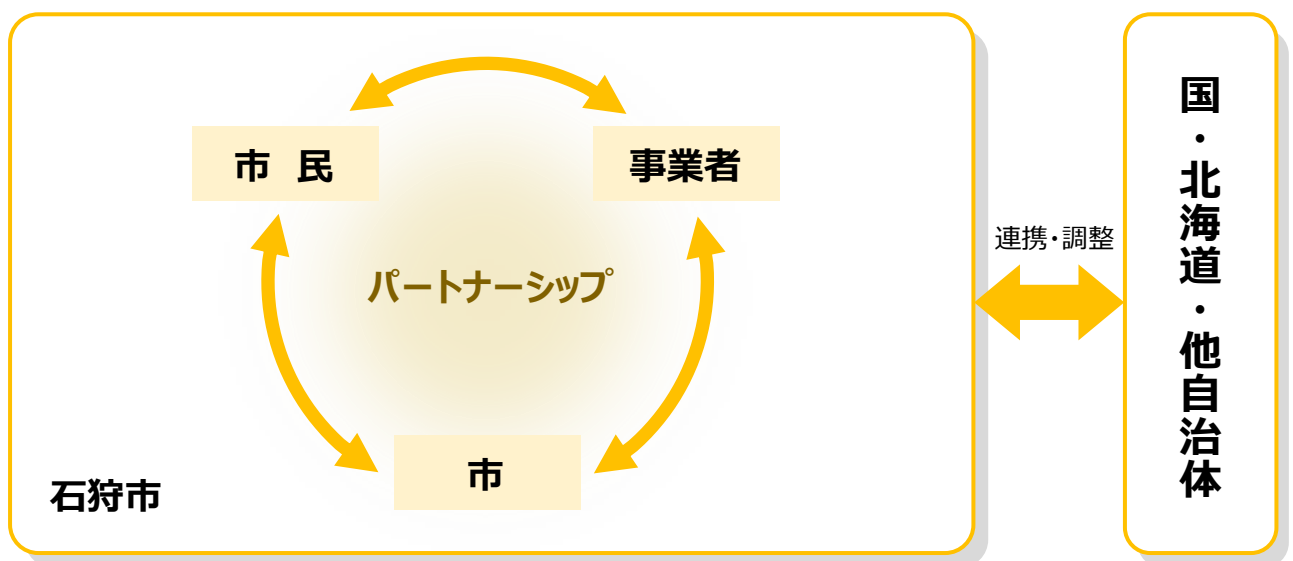 市 民
事業者
パートナーシップ
市
石狩市
連携・調整
国・北海道・他自治体